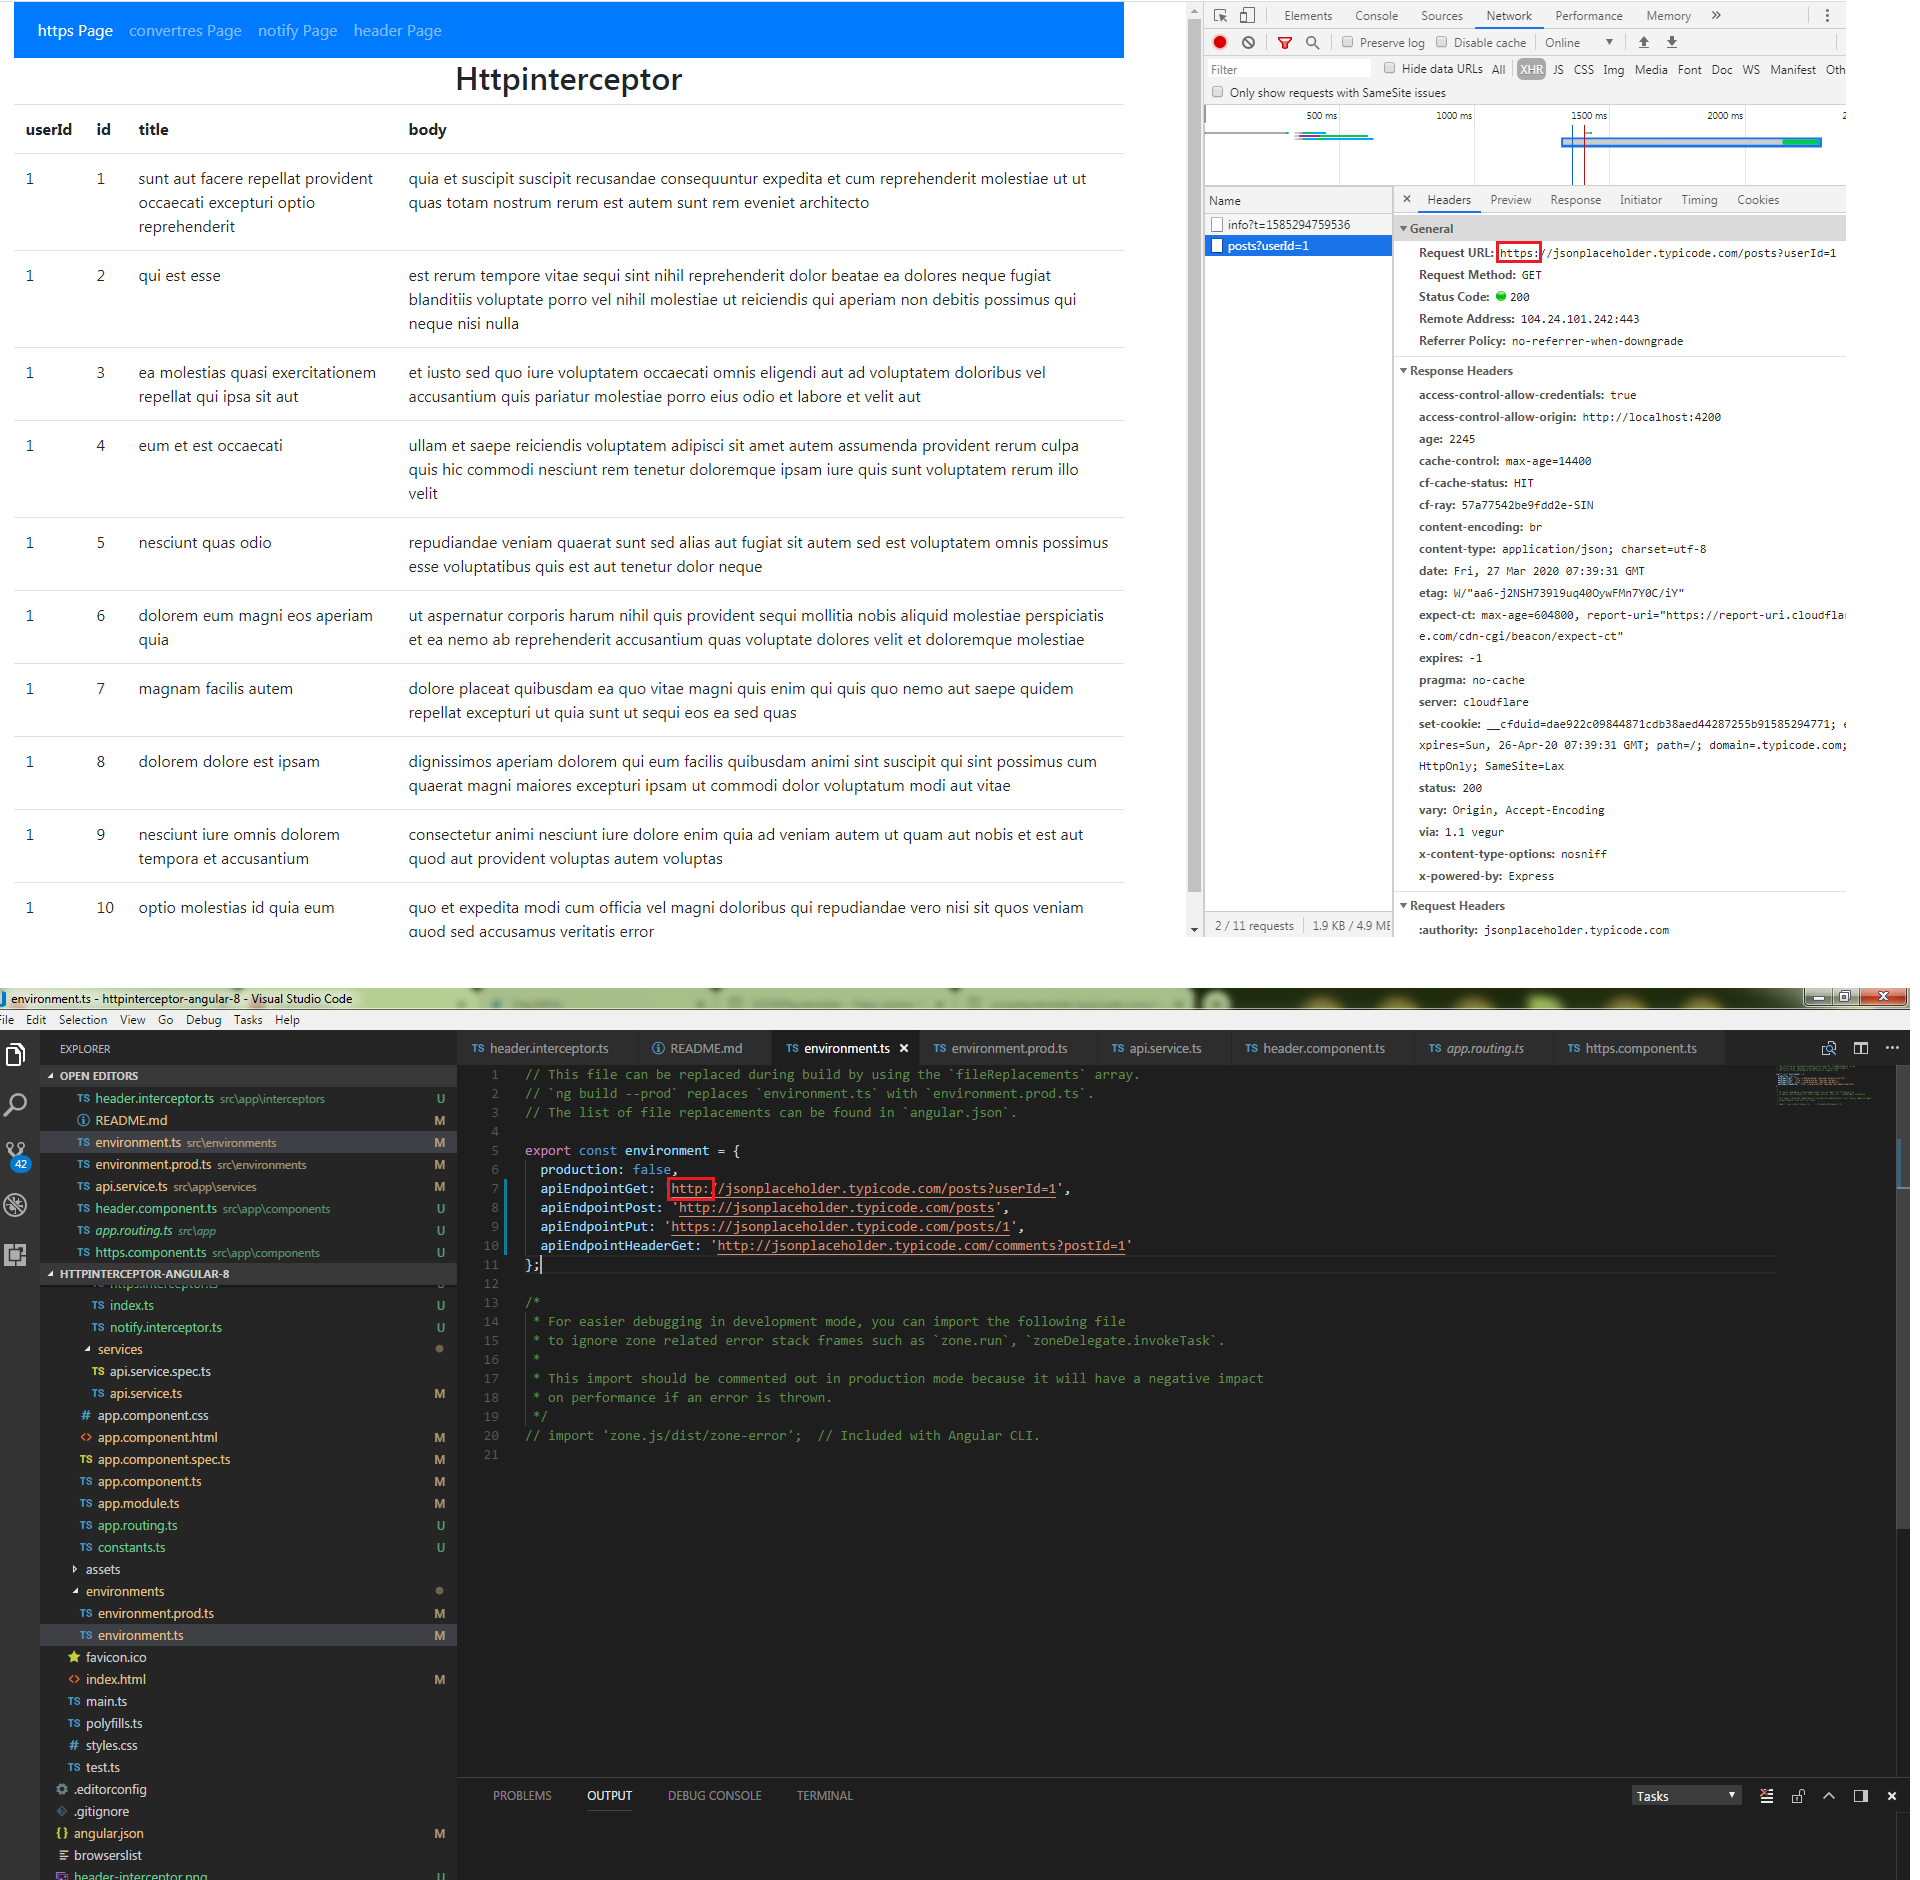 https Page convertres Page notify Page header Page
Httpinterceptor
userId id title body
1 1 sunt aut facere repellat provident occaecati excepturi optio reprehenderit quia et suscipit suscipit recusandae consequuntur expedita et cum reprehenderit molestiae ut ut quas totam nostrum rerum est autem sunt rem eveniet architecto
1 2 qui est esse est rerum tempore vitae sequi sint nihil reprehenderit dolor beatae ea dolores neque fugiat blanditiis voluptate porro vel nihil molestiae ut reiciendis qui aperiam non debitis possimus qui neque nisi nulla
1 3 ea molestias quasi exercitationem repellat qui ipsa sit aut et iusto sed quo iure voluptatem occaecati omnis eligendi aut ad voluptatem doloribus vel accusantium quis pariatur molestiae porro eius odio et labore et velit aut
1 4 eum et est occaecati ullam et saepe reiciendis voluptatem adipisci sit amet autem assumenda provident rerum culpa quis hic commodi nesciunt rem tenetur doloremque ipsam iure quis sunt voluptatem rerum illo velit
1 5 nesciunt quas odio repudiandae veniam quaerat sunt sed alias aut fugiat sit autem sed est voluptatem omnis possimus esse voluptatibus quis est aut tenetur dolor neque
1 6 dolorem eum magni eos aperiam quia ut aspernatur corporis harum nihil quis provident sequi mollitia nobis aliquid molestiae perspiciatis et ea nemo ab reprehenderit accusantium quas voluptate dolores velit et doloremque molestiae
1 7 magnam facilis autem dolore placeat quibusdam ea quo vitae magni quis enim qui quis quo nemo aut saepe quidem repellat excepturi ut quia sunt ut sequi eos ea sed quas
1 8 dolorem dolore est ipsam dignissimos aperiam dolorem qui eum facilis quibusdam animi sint suscipit qui sint possimus cum quaerat magni maiores excepturi ipsam ut commodi dolor voluptatum modi aut vitae
1 9 nesciunt iure omnis dolorem tempora et accusantium consectetur animi nesciunt iure dolore enim quia ad veniam autem ut quam aut nobis et est aut quod aut provident voluptas autem voluptas
1 10 optio molestias id quia eum quo et expedita modi cum officia vel magni doloribus qui repudiandae vero nisi sit quos veniam quod sed accusamus veritatis error
Elements Console Sources Network Performance Memory »
Preserve log Disable cache Online
Filter Hide data URLs All XHR JS CSS Img Media Font Doc WS Manifest Oth
Only show requests with SameSite issues
500 ms 1000 ms 1500 ms 2000 ms 2
Name
info?t=1585294759536
posts?userId=1
2 / 11 requests 1.9 KB / 4.9 ME
× Headers Preview Response Initiator Timing Cookies
General
Request URL: https://jsonplaceholder.typicode.com/posts?userId=1
Request Method: GET
Status Code: 200
Remote Address: 104.24.101.242:443
Referrer Policy: no-referrer-when-downgrade
Response Headers
access-control-allow-credentials: true
access-control-allow-origin: http://localhost:4200
age: 2245
cache-control: max-age=14400
cf-cache-status: HIT
cf-ray: 57a77542be9fdd2e-SIN
content-encoding: br
content-type: application/json; charset=utf-8
date: Fri, 27 Mar 2020 07:39:31 GMT
etag: W/"aa6-j2NSH73919uq40OywFMn7Y0C/iY"
expect-ct: max-age=604800, report-uri="https://report-uri.cloudflar
e.com/cdn-cgi/beacon/expect-ct"
expires: -1
pragma: no-cache
server: cloudflare
set-cookie: __cfduid=dae922c09844871cdb38aed44287255b91585294771; e
xpires=Sun, 26-Apr-20 07:39:31 GMT; path=/; domain=.typicode.com;
HttpOnly; SameSite=Lax
status: 200
vary: Origin, Accept-Encoding
via: 1.1 vegur
x-content-type-options: nosniff
x-powered-by: Express
Request Headers
:authority: jsonplaceholder.typicode.com
environment.ts - httpinterceptor-angular-8 - Visual Studio Code
File Edit Selection View Go Debug Tasks Help
EXPLORER
OPEN EDITORS
TS header.interceptor.ts src\app\interceptors U
README.md M
TS environment.ts src\environments M
TS environment.prod.ts src\environments M
TS api.service.ts src\app\services M
TS header.component.ts src\app\components U
TS app.routing.ts src\app U
TS https.component.ts src\app\components U
HTTPINTERCEPTOR-ANGULAR-8
https.interceptor.ts U
TS index.ts U
TS notify.interceptor.ts U
services
TS api.service.spec.ts
TS api.service.ts M
# app.component.css
<> app.component.html M
TS app.component.spec.ts M
TS app.component.ts M
TS app.module.ts M
TS app.routing.ts U
TS constants.ts U
assets
environments
TS environment.prod.ts M
TS environment.ts M
favicon.ico
<> index.html M
TS main.ts
TS polyfills.ts
# styles.css
TS test.ts
.editorconfig
.gitignore
{} angular.json M
browserslist
header-interceptor.png U
42
TS header.interceptor.ts README.md TS environment.ts × TS environment.prod.ts TS api.service.ts TS header.component.ts TS app.routing.ts TS https.component.ts
1 // This file can be replaced during build by using the `fileReplacements` array.
2 // `ng build --prod` replaces `environment.ts` with `environment.prod.ts`.
3 // The list of file replacements can be found in `angular.json`.
4
5 export const environment = {
6 production: false,
7 apiEndpointGet: 'http://jsonplaceholder.typicode.com/posts?userId=1',
8 apiEndpointPost: 'http://jsonplaceholder.typicode.com/posts',
9 apiEndpointPut: 'https://jsonplaceholder.typicode.com/posts/1',
10 apiEndpointHeaderGet: 'http://jsonplaceholder.typicode.com/comments?postId=1'
11 };
12
13 /*
14 * For easier debugging in development mode, you can import the following file
15 * to ignore zone related error stack frames such as `zone.run`, `zoneDelegate.invokeTask`.
16 *
17 * This import should be commented out in production mode because it will have a negative impact
18 * on performance if an error is thrown.
19 */
20 // import 'zone.js/dist/zone-error'; // Included with Angular CLI.
21
PROBLEMS OUTPUT DEBUG CONSOLE TERMINAL Tasks